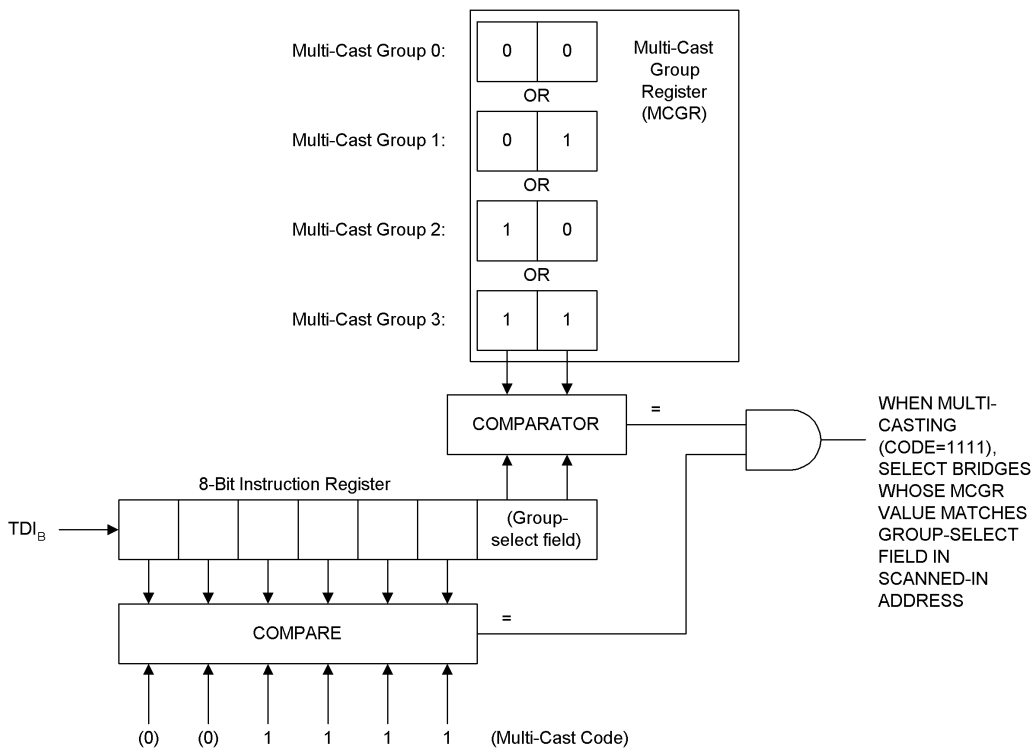 Multi-Cast Group 0:
0 0
Multi-Cast
Group
Register
(MCGR)
OR
Multi-Cast Group 1:
0 1
OR
Multi-Cast Group 2:
1 0
OR
Multi-Cast Group 3:
1 1
COMPARATOR
=
WHEN MULTI-
CASTING
(CODE=1111),
SELECT BRIDGES
WHOSE MCGR
VALUE MATCHES
GROUP-SELECT
FIELD IN
SCANNED-IN
ADDRESS
8-Bit Instruction Register
TDIB
(Group-
select field)
COMPARE
=
(0) (0) 1 1 1 1 (Multi-Cast Code)